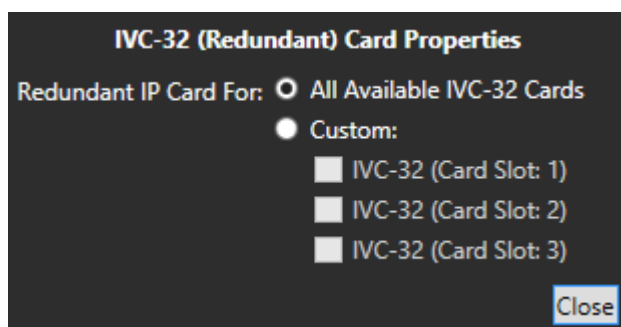 IVC-32 (Redundant) Card Properties
Redundant IP Card For: All Available IVC-32 Cards
Custom:
IVC-32 (Card Slot: 1)
IVC-32 (Card Slot: 2)
IVC-32 (Card Slot: 3)
Close